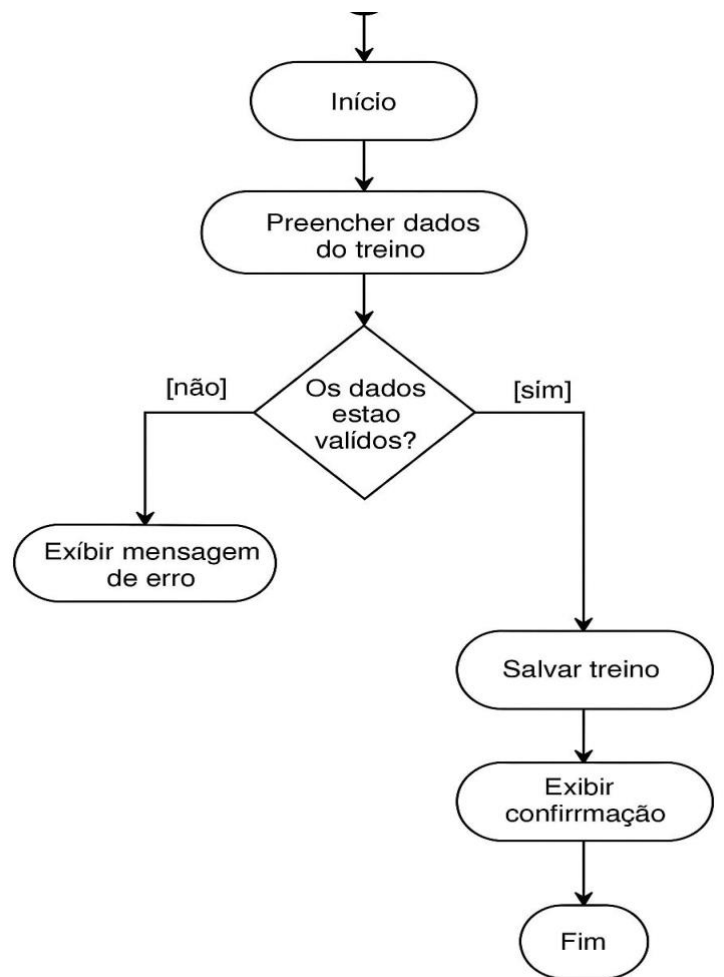 Início
Preencher dados
do treino
Os dados
estao
valídos?
[não]
[sím]
Exíbir mensagem
de erro
Salvar treino
Exibir
confirrmação
Fim